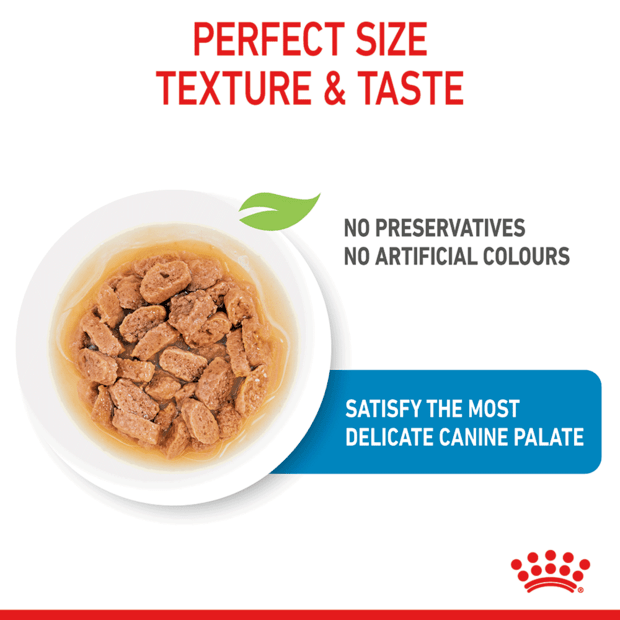 PERFECT SIZE
TEXTURE & TASTE
NO PRESERVATIVES
NO ARTIFICIAL COLOURS
SATISFY THE MOST
DELICATE CANINE PALATE
®